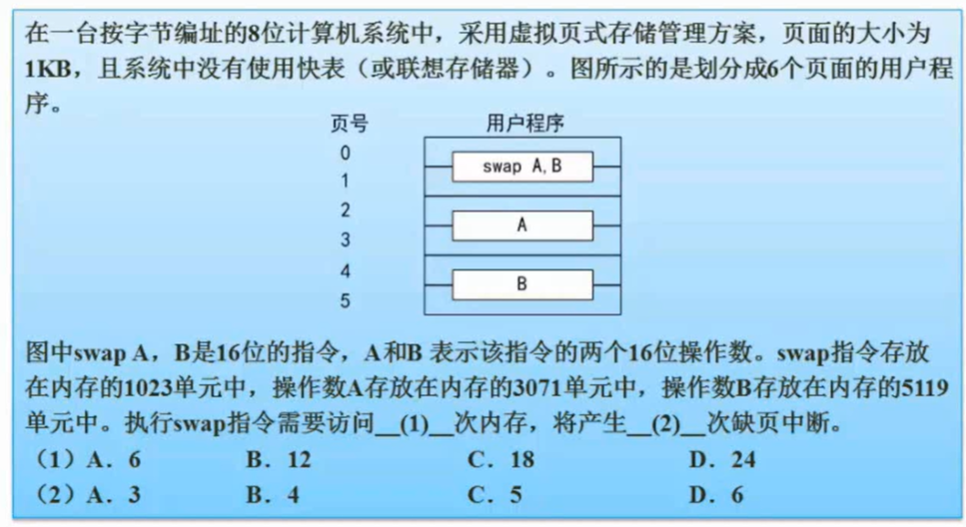 在一台按字节编址的8位计算机系统中，采用虚拟页式存储管理方案，页面的大小为
1KB，且系统中没有使用快表（或联想存储器）。图所示的是划分成6个页面的用户程
序。
页号 用户程序
0
swap A,B
1
2
A
3
4
B
5
图中swap A，B是16位的指令，A和B 表示该指令的两个16位操作数。swap指令存放
在内存的1023单元中，操作数A存放在内存的3071单元中，操作数B存放在内存的5119
单元中。执行swap指令需要访问__(1)__次内存，将产生__(2)__次缺页中断。
（1）A．6 B．12 C．18 D．24
（2）A．3 B．4 C．5 D．6